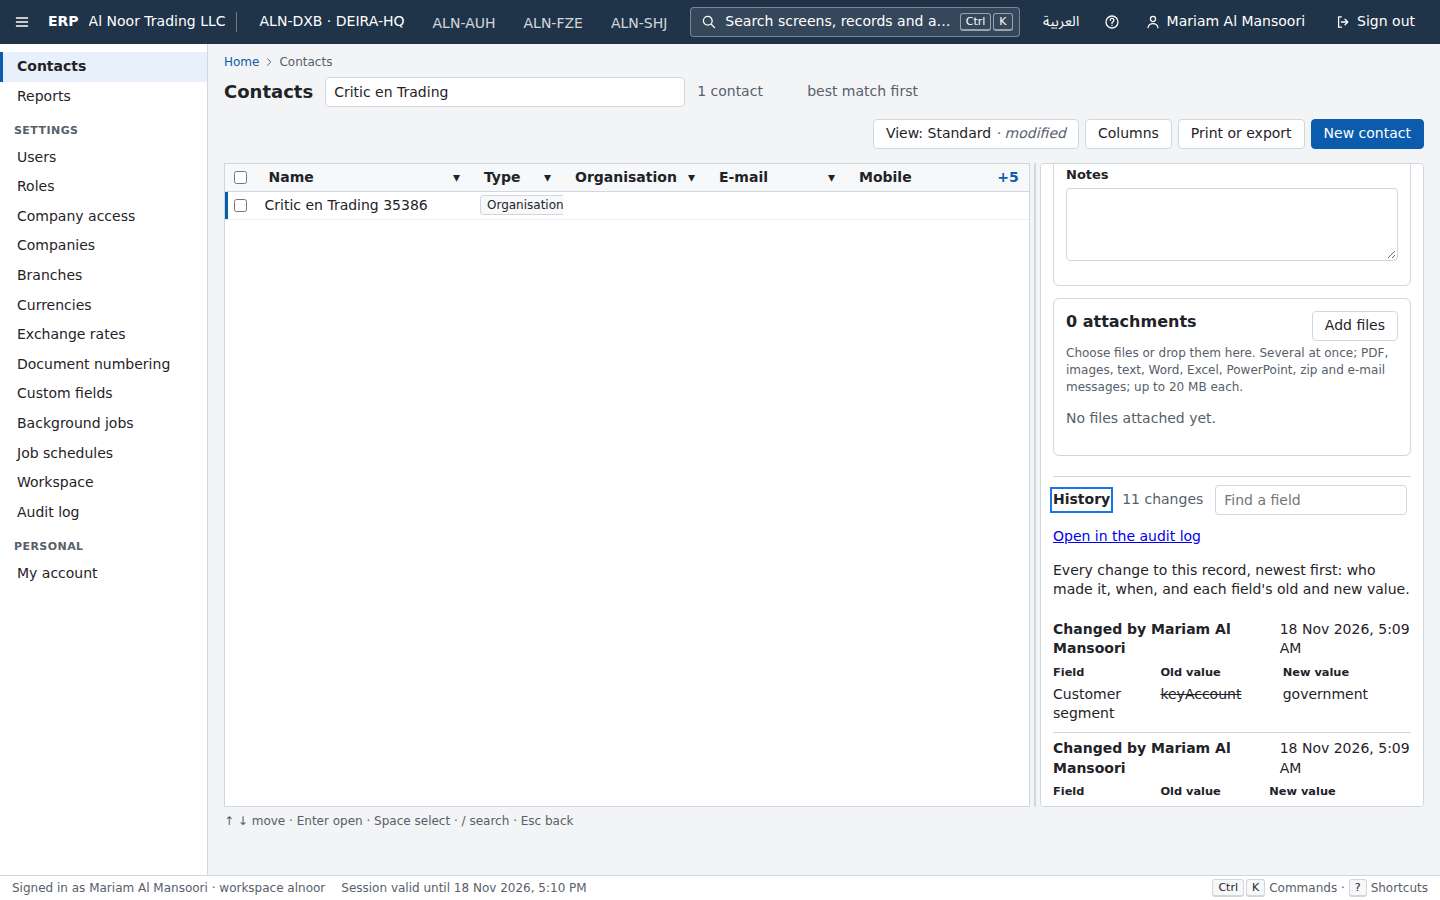 ERP Al Noor Trading LLC ALN-DXB · DEIRA-HQ ALN-AUH ALN-FZE ALN-SHJ Search screens, records and a… Ctrl K العربية Mariam Al Mansoori Sign out
Contacts
Reports
SETTINGS
Users
Roles
Company access
Companies
Branches
Currencies
Exchange rates
Document numbering
Custom fields
Background jobs
Job schedules
Workspace
Audit log
PERSONAL
My account
Home > Contacts
Contacts Critic en Trading 1 contact best match first
View: Standard · modified Columns Print or export New contact
Name ▼ Type ▼ Organisation ▼ E-mail ▼ Mobile +5
Critic en Trading 35386 Organisation
↑ ↓ move · Enter open · Space select · / search · Esc back
Notes
0 attachments Add files
Choose files or drop them here. Several at once; PDF,
images, text, Word, Excel, PowerPoint, zip and e-mail
messages; up to 20 MB each.
No files attached yet.
History 11 changes Find a field
Open in the audit log
Every change to this record, newest first: who
made it, when, and each field's old and new value.
Changed by Mariam Al 18 Nov 2026, 5:09
Mansoori AM
Field Old value New value
Customer keyAccount government
segment
Changed by Mariam Al 18 Nov 2026, 5:09
Mansoori AM
Field Old value New value
Signed in as Mariam Al Mansoori · workspace alnoor Session valid until 18 Nov 2026, 5:10 PM Ctrl K Commands · ? Shortcuts